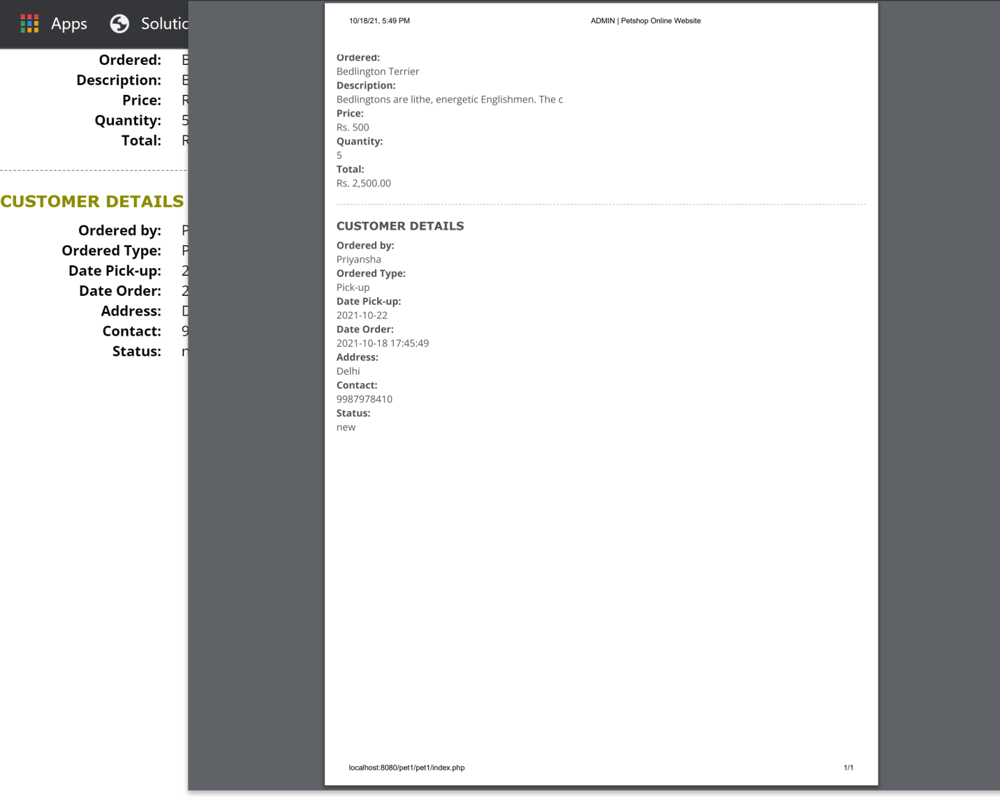 Apps
Ordered:
Description:
Price:
Quantity:
5
Total:
CUSTOMER DETAILS
Ordered by:
Ordered Type:
Date Pick-up:
2
Date Order:
2
Address:
Contact:
9
Status:
10/18/21, 5:49 PM ADMIN | Petshop Online Website
Ordered:
Bedlington Terrier
Description:
Bedlingtons are lithe, energetic Englishmen. The c
Price:
Rs. 500
Quantity:
5
Total:
Rs. 2,500.00
CUSTOMER DETAILS
Ordered by:
Priyansha
Ordered Type:
Pick-up
Date Pick-up:
2021-10-22
Date Order:
2021-10-18 17:45:49
Address:
Delhi
Contact:
9987978410
Status:
new
localhost:8080/pet1/pet1/index.php 1/1